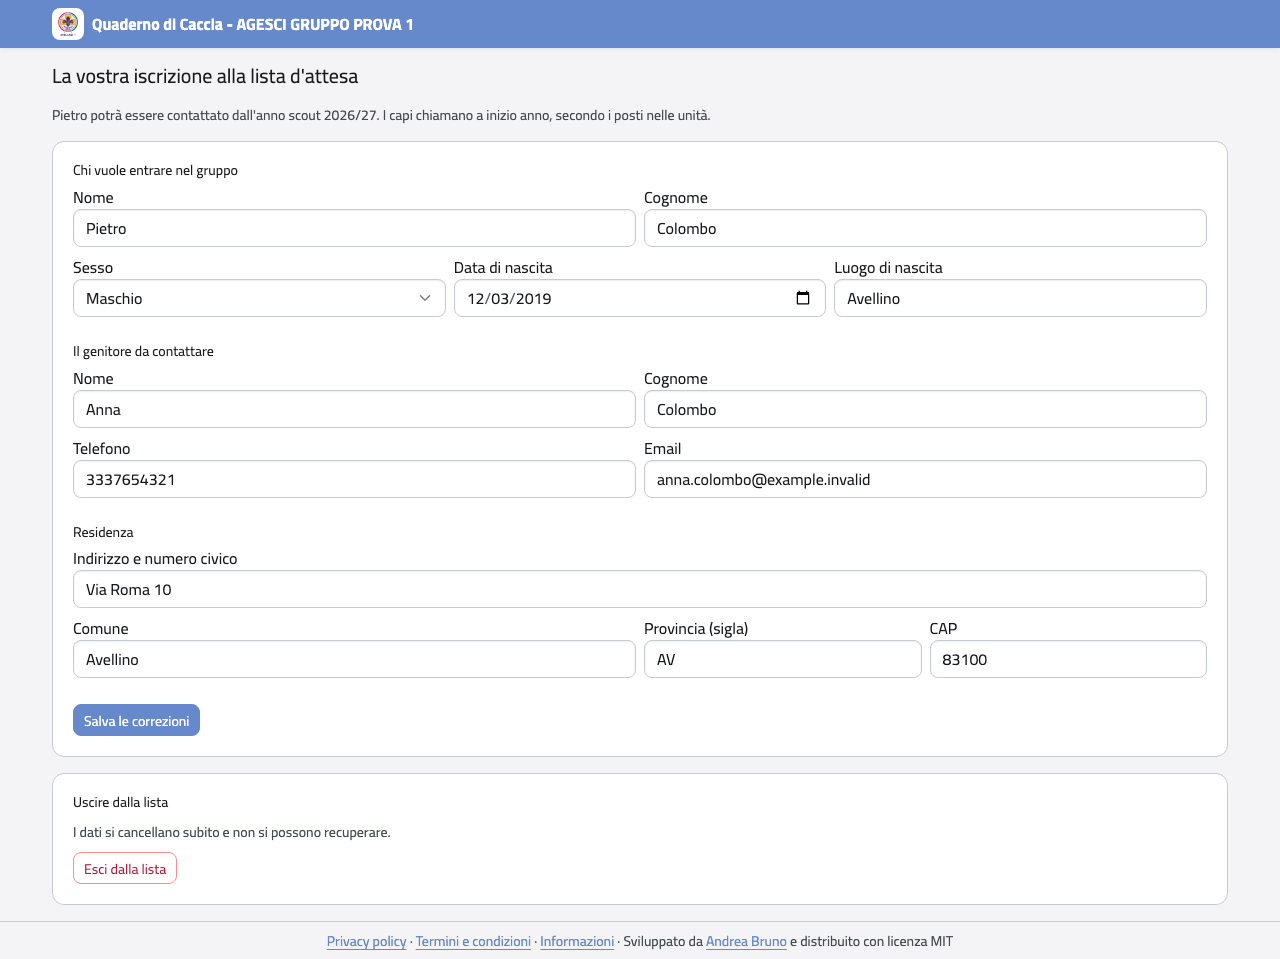 Quaderno di Caccia - AGESCI GRUPPO PROVA 1
La vostra iscrizione alla lista d'attesa
Pietro potrà essere contattato dall'anno scout 2026/27. I capi chiamano a inizio anno, secondo i posti nelle unità.
Chi vuole entrare nel gruppo
Nome Cognome
Pietro Colombo
Sesso Data di nascita Luogo di nascita
Maschio 12/03/2019 Avellino
Il genitore da contattare
Nome Cognome
Anna Colombo
Telefono Email
3337654321 anna.colombo@example.invalid
Residenza
Indirizzo e numero civico
Via Roma 10
Comune Provincia (sigla) CAP
Avellino AV 83100
Salva le correzioni
Uscire dalla lista
I dati si cancellano subito e non si possono recuperare.
Esci dalla lista
Privacy policy · Termini e condizioni · Informazioni · Sviluppato da Andrea Bruno e distribuito con licenza MIT